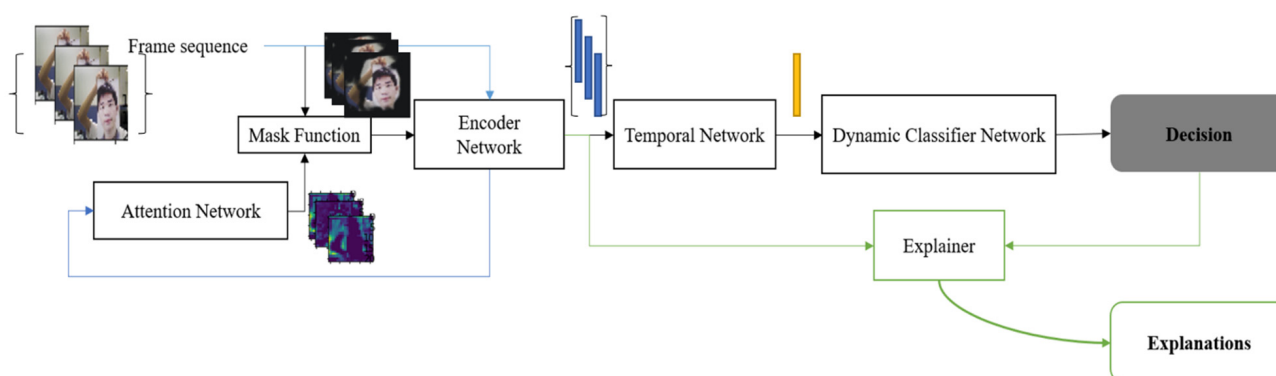 Frame sequence
Mask Function
Encoder
Network
Temporal Network
Dynamic Classifier Network
Decision
Attention Network
Explainer
Explanations